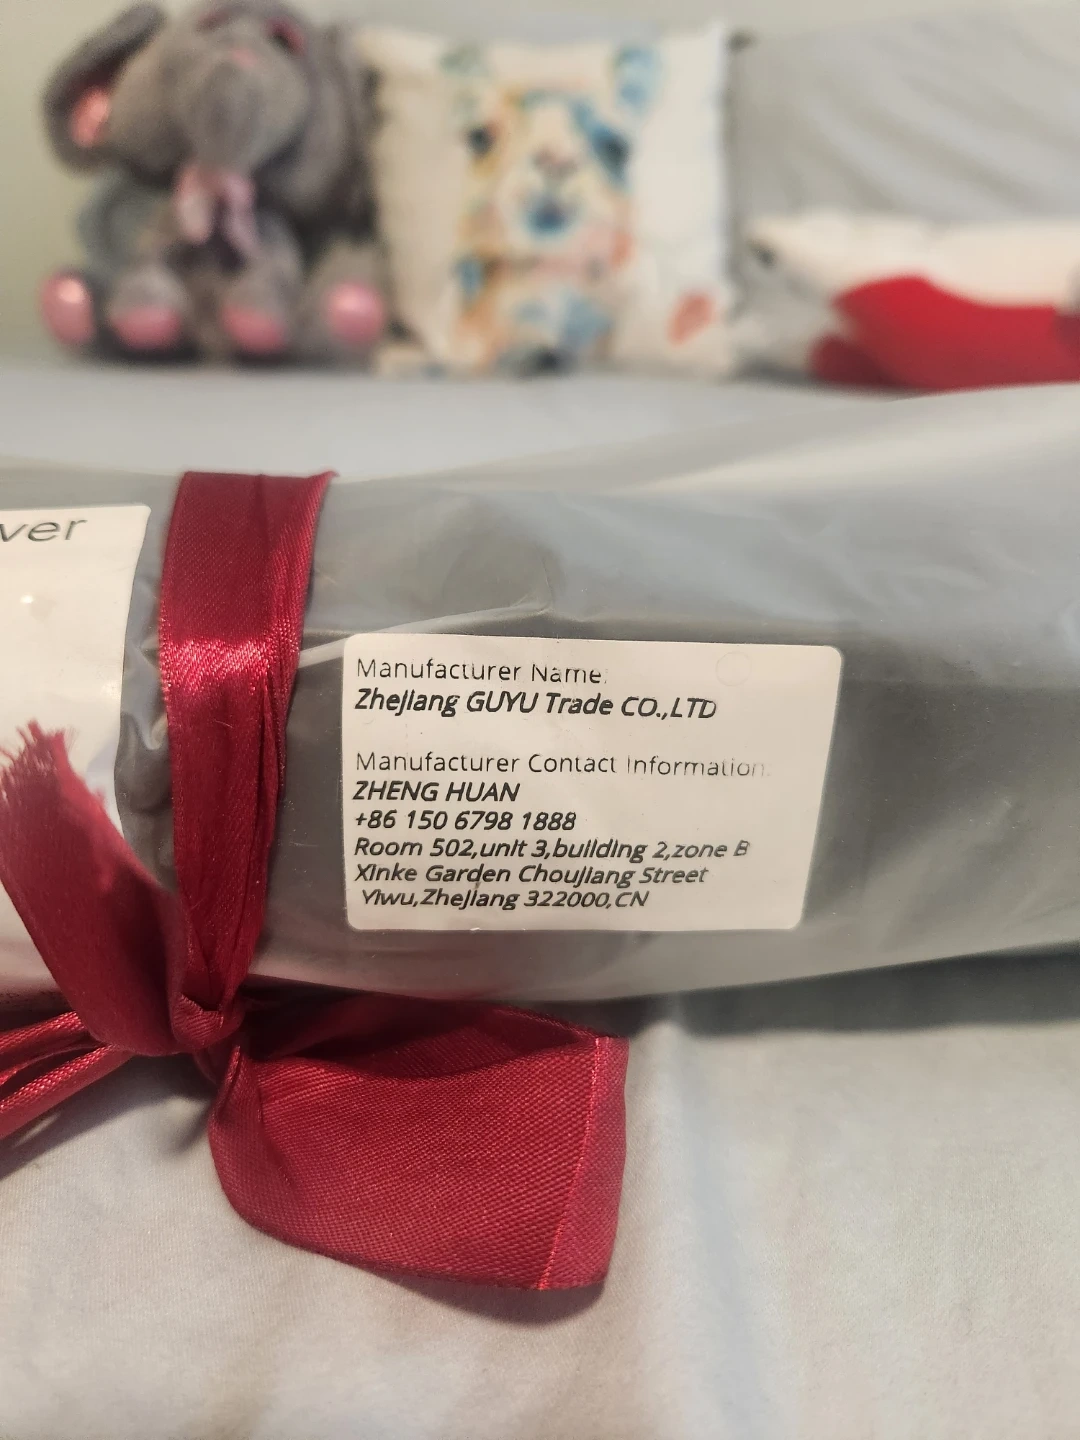 ver
Manufacturer Name:
Zhejiang GUYU Trade CO.,LTD
Manufacturer Contact Information:
ZHENG HUAN
+86 150 6798 1888
Room 502,unit 3,building 2,zone B
Xinke Garden Choujiang Street
Yiwu,Zhejiang 322000,CN